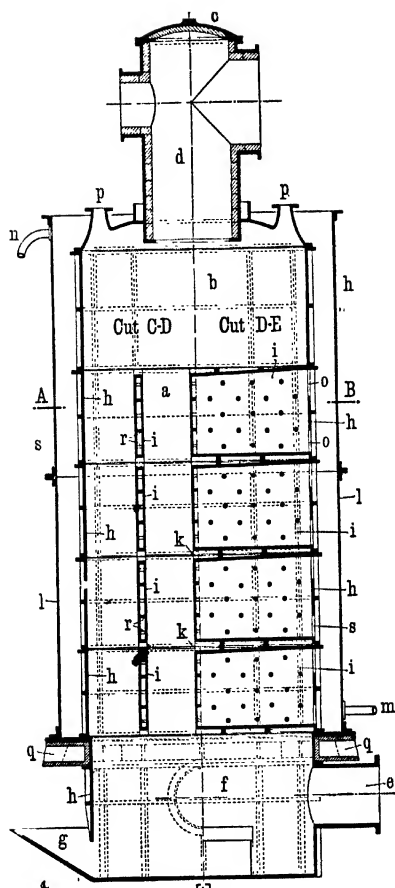 c
d
p p
n
b h
Cut C-D Cut D-E
i
a o
A B
h h
r i
s o
i l
i
h k h
l i
r s
k
h i i
m
q q
h f e
g